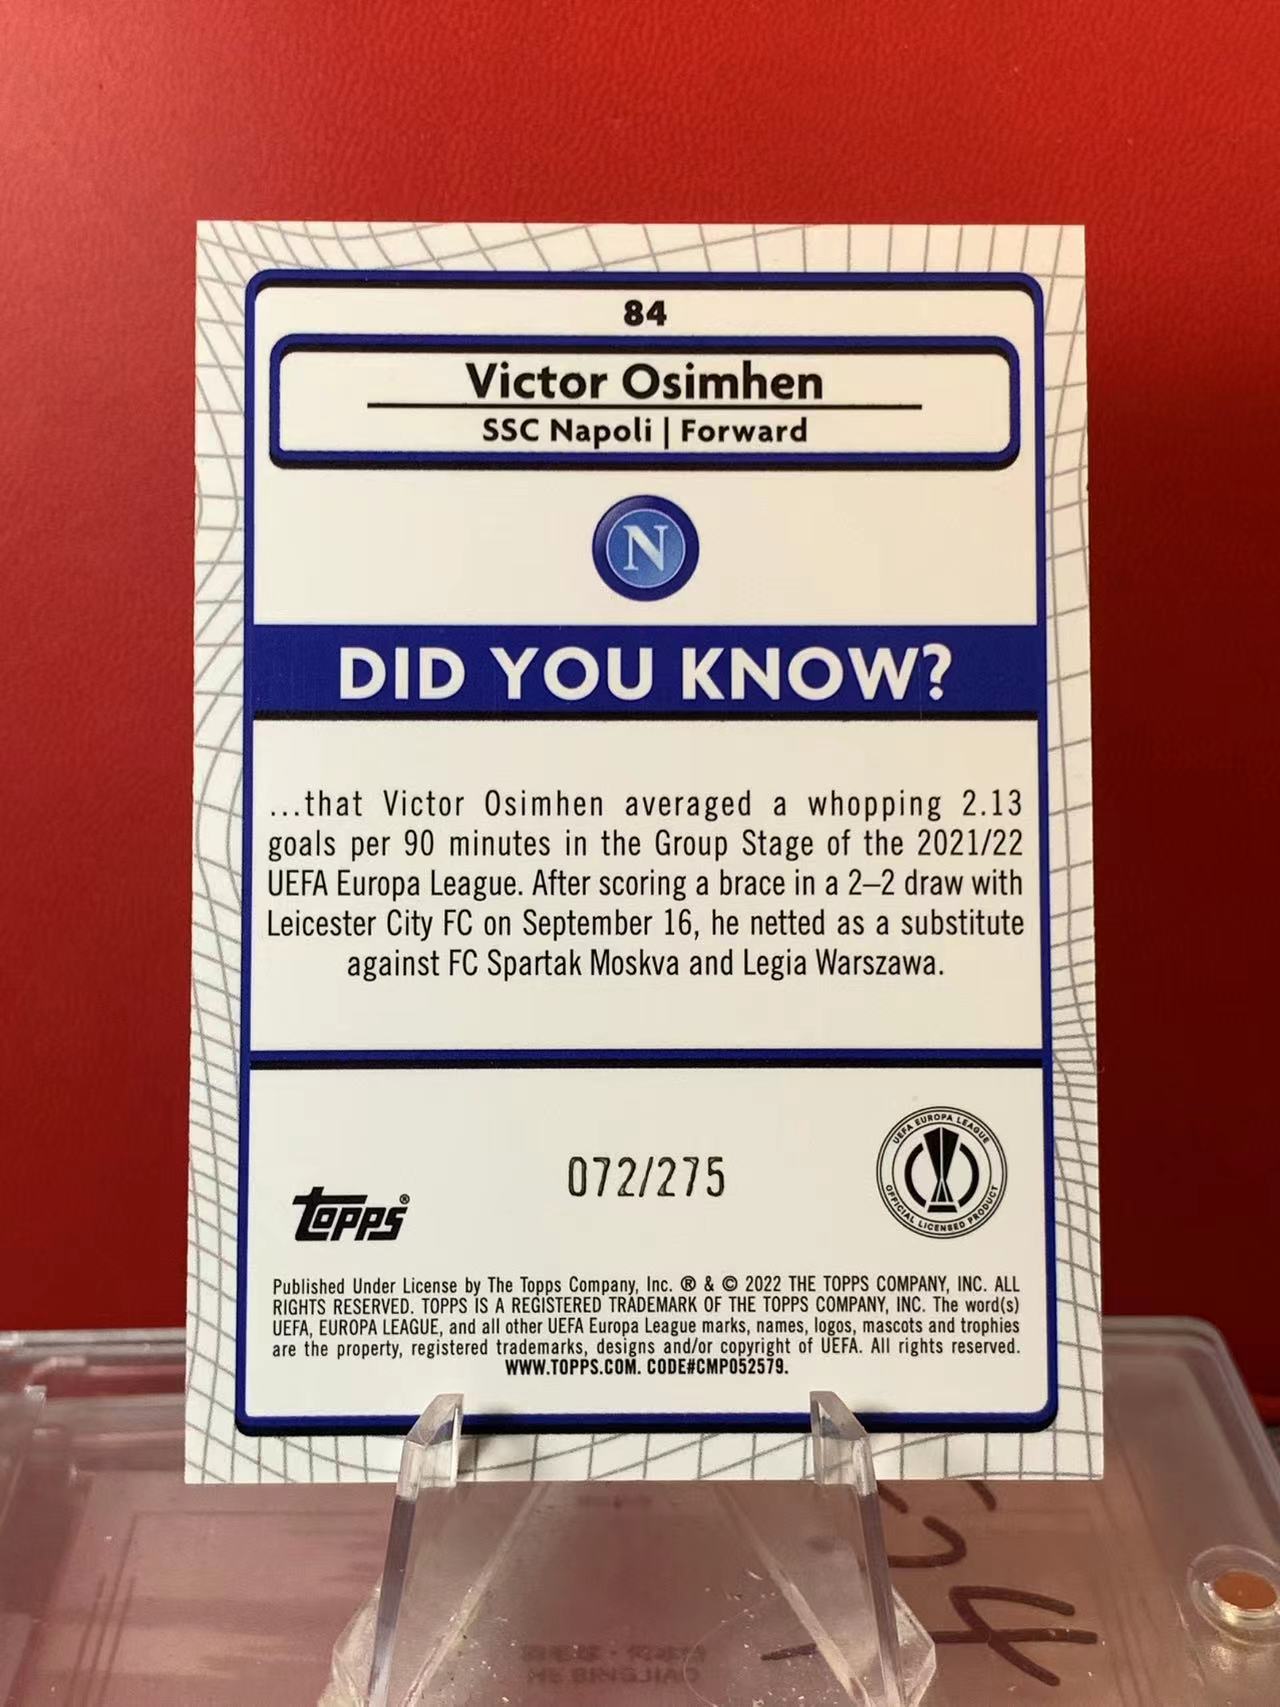 84
Victor Osimhen
SSC Napoli | Forward
N
DID YOU KNOW?
...that Victor Osimhen averaged a whopping 2.13
goals per 90 minutes in the Group Stage of the 2021/22
UEFA Europa League. After scoring a brace in a 2–2 draw with
Leicester City FC on September 16, he netted as a substitute
against FC Spartak Moskva and Legia Warszawa.
072/275
topps®
UEFA EUROPA LEAGUE
OFFICIAL LICENSED PRODUCT
Published Under License by The Topps Company, Inc. ® & © 2022 THE TOPPS COMPANY, INC. ALL
RIGHTS RESERVED. TOPPS IS A REGISTERED TRADEMARK OF THE TOPPS COMPANY, INC. The word(s)
UEFA, EUROPA LEAGUE, and all other UEFA Europa League marks, names, logos, mascots and trophies
are the property, registered trademarks, designs and/or copyright of UEFA. All rights reserved.
WWW.TOPPS.COM. CODE#CMP052579.